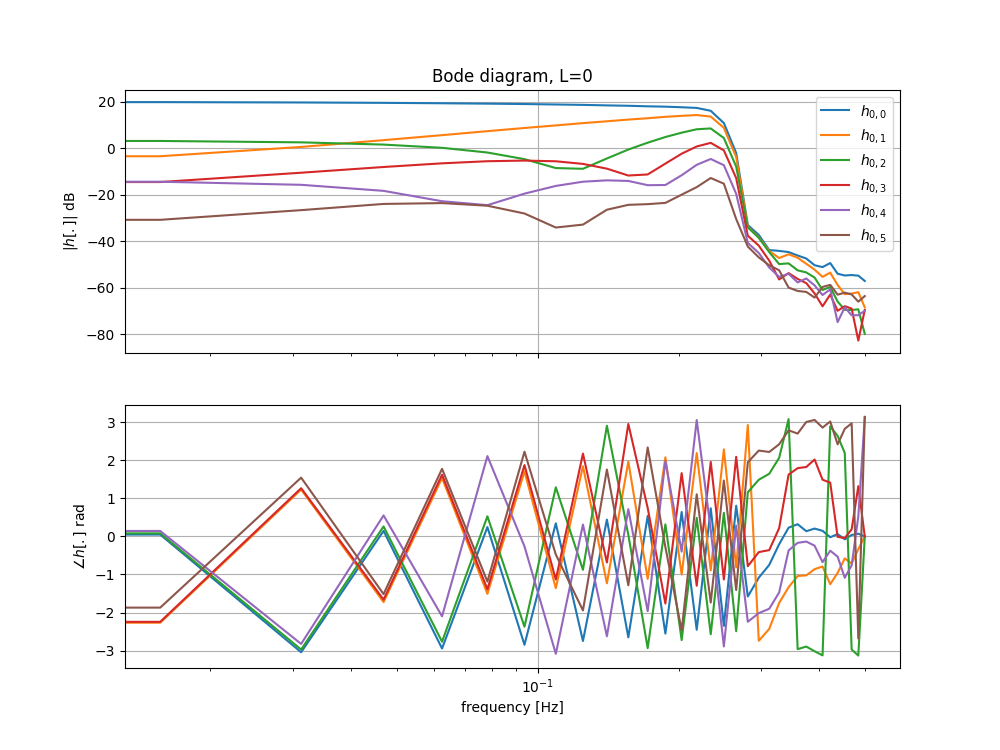 Bode diagram, L=0
|h[.]| dB
20
0
−20
−40
−60
−80
h0,0
h0,1
h0,2
h0,3
h0,4
h0,5
∠h[.] rad
3
2
1
0
−1
−2
−3
10−1
frequency [Hz]